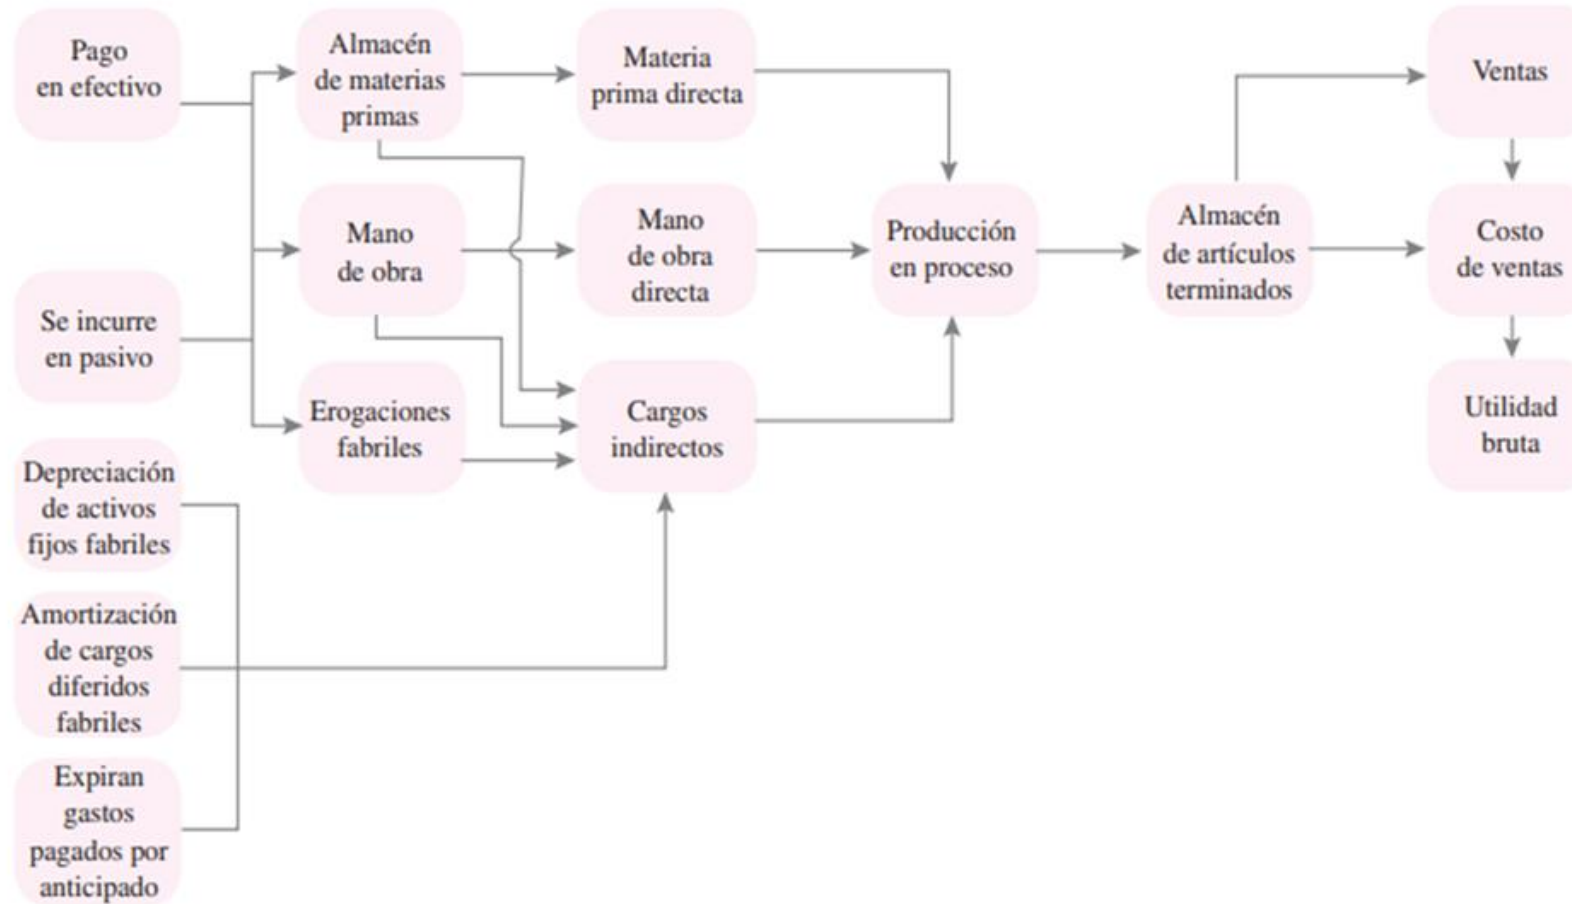 Pago
en efectivo
Almacén
de materias
primas
Materia
prima directa
Ventas
Mano
de obra
Mano
de obra
directa
Producción
en proceso
Almacén
de artículos
terminados
Costo
de ventas
Se incurre
en pasivo
Erogaciones
fabriles
Cargos
indirectos
Utilidad
bruta
Depreciación
de activos
fijos fabriles
Amortización
de cargos
diferidos
fabriles
Expiran
gastos
pagados por
anticipado